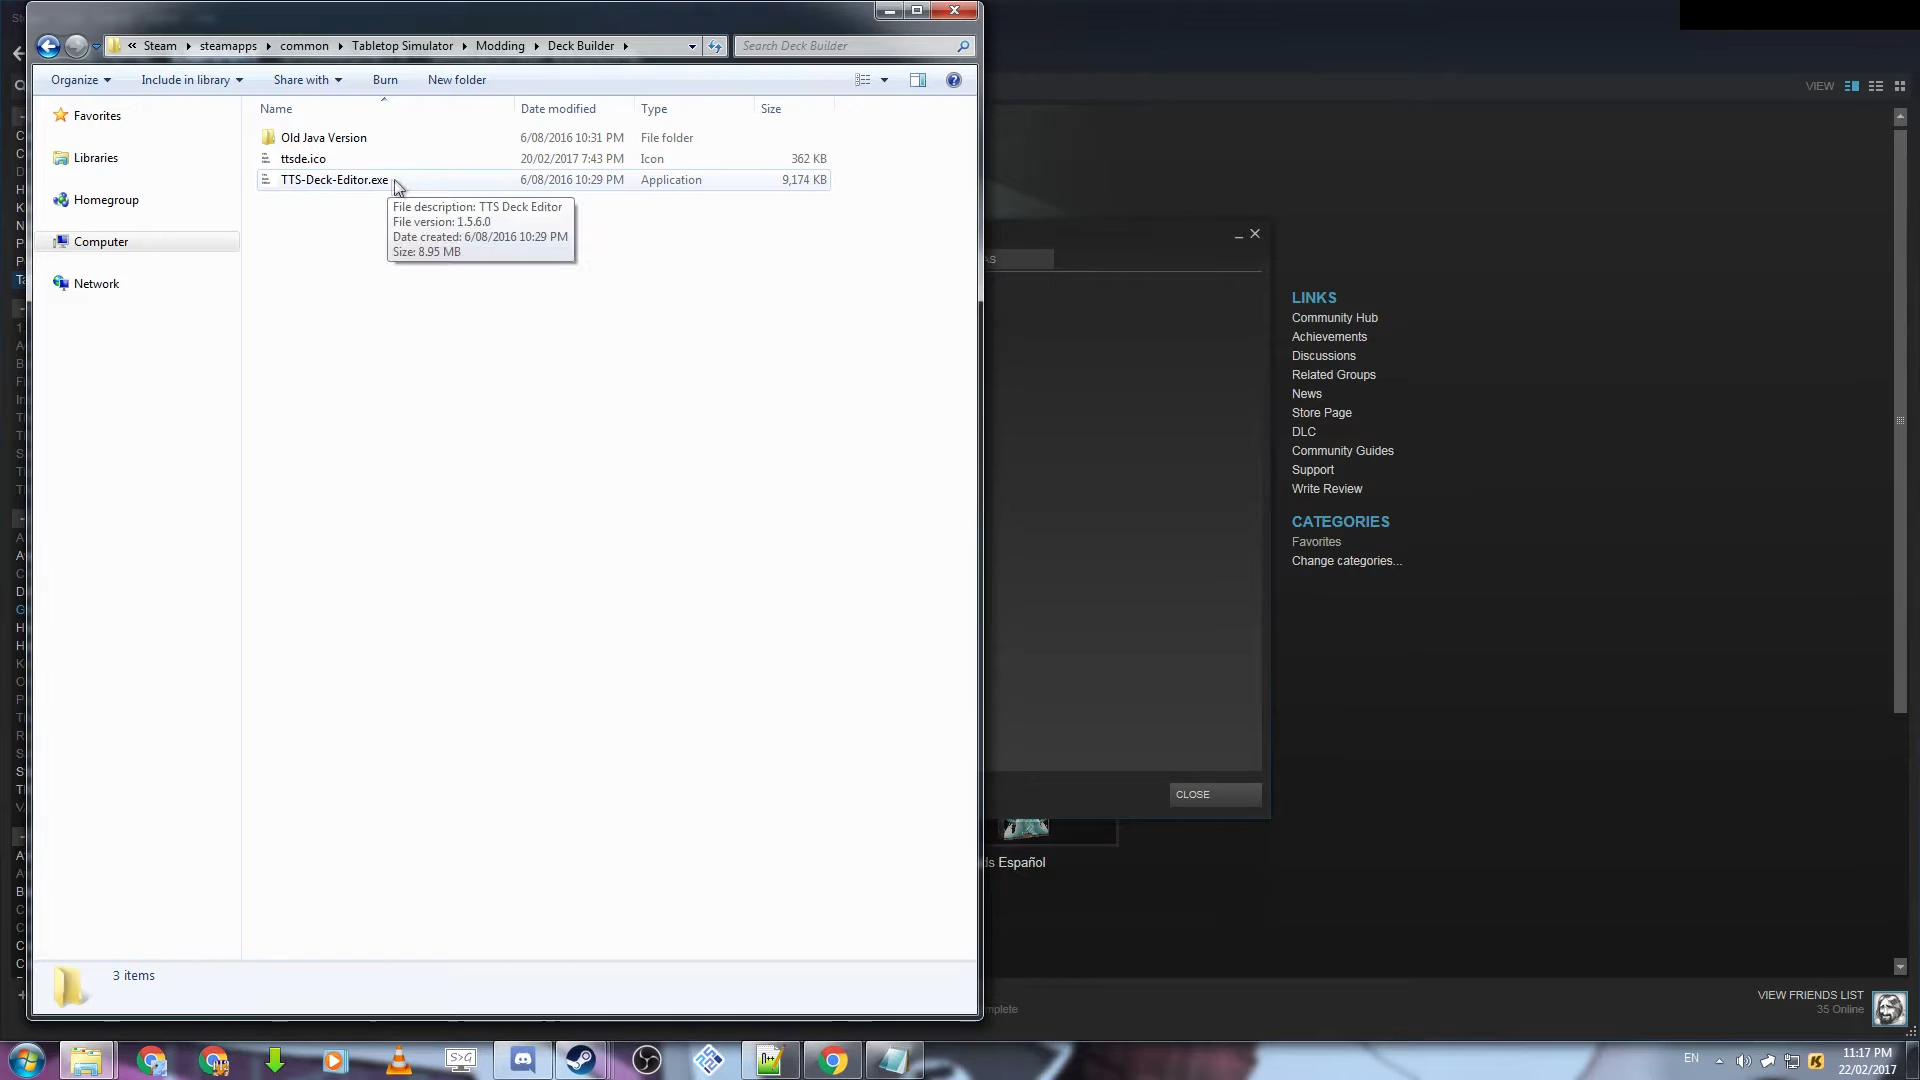 « Steam ▸ steamapps ▸ common ▸ Tabletop Simulator ▸ Modding ▸ Deck Builder ▸
Search Deck Builder
Organize
Include in library
Share with
Burn
New folder
VIEW
Name
Date modified
Type
Size
Favorites
Libraries
Homegroup
Computer
Network
Old Java Version 6/08/2016 10:31 PM File folder
ttsde.ico 20/02/2017 7:43 PM Icon 362 KB
TTS-Deck-Editor.exe 6/08/2016 10:29 PM Application 9,174 KB
File description: TTS Deck Editor
File version: 1.5.6.0
Date created: 6/08/2016 10:29 PM
Size: 8.95 MB
AS
LINKS
Community Hub
Achievements
Discussions
Related Groups
News
Store Page
DLC
Community Guides
Support
Write Review
CATEGORIES
Favorites
Change categories...
CLOSE
ds Español
3 items
VIEW FRIENDS LIST
35 Online
mplete
S>G
EN
11:17 PM
22/02/2017